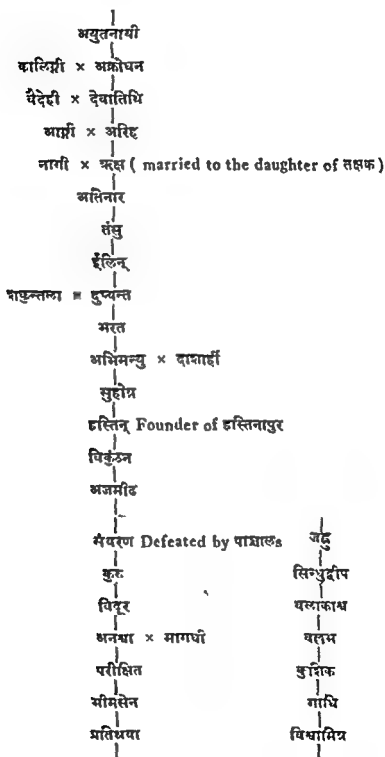 अयुतनायी
कालिङ्गी × अक्रोधन
वैदेही × देवातिथि
आङ्गी × अरिह
नागी × ऋक्ष ( married to the daughter of तक्षक )
अतिनार
तंसु
ईलिन्
शकुन्तला = दुष्यन्त
भरत
अभिमन्यु × दाशार्ही
सुहोत्र
हस्तिन् Founder of हस्तिनापुर
विकुंठन
अजमीढ
संवरण Defeated by पाञ्चालs जह्नु
कुरु सिन्धुद्वीप
विदूर बलाकाश्व
अनश्वा × मागधी वलभ
परीक्षित कुशिक
भीमसेन गाधि
प्रतिश्रवा विश्वामित्र